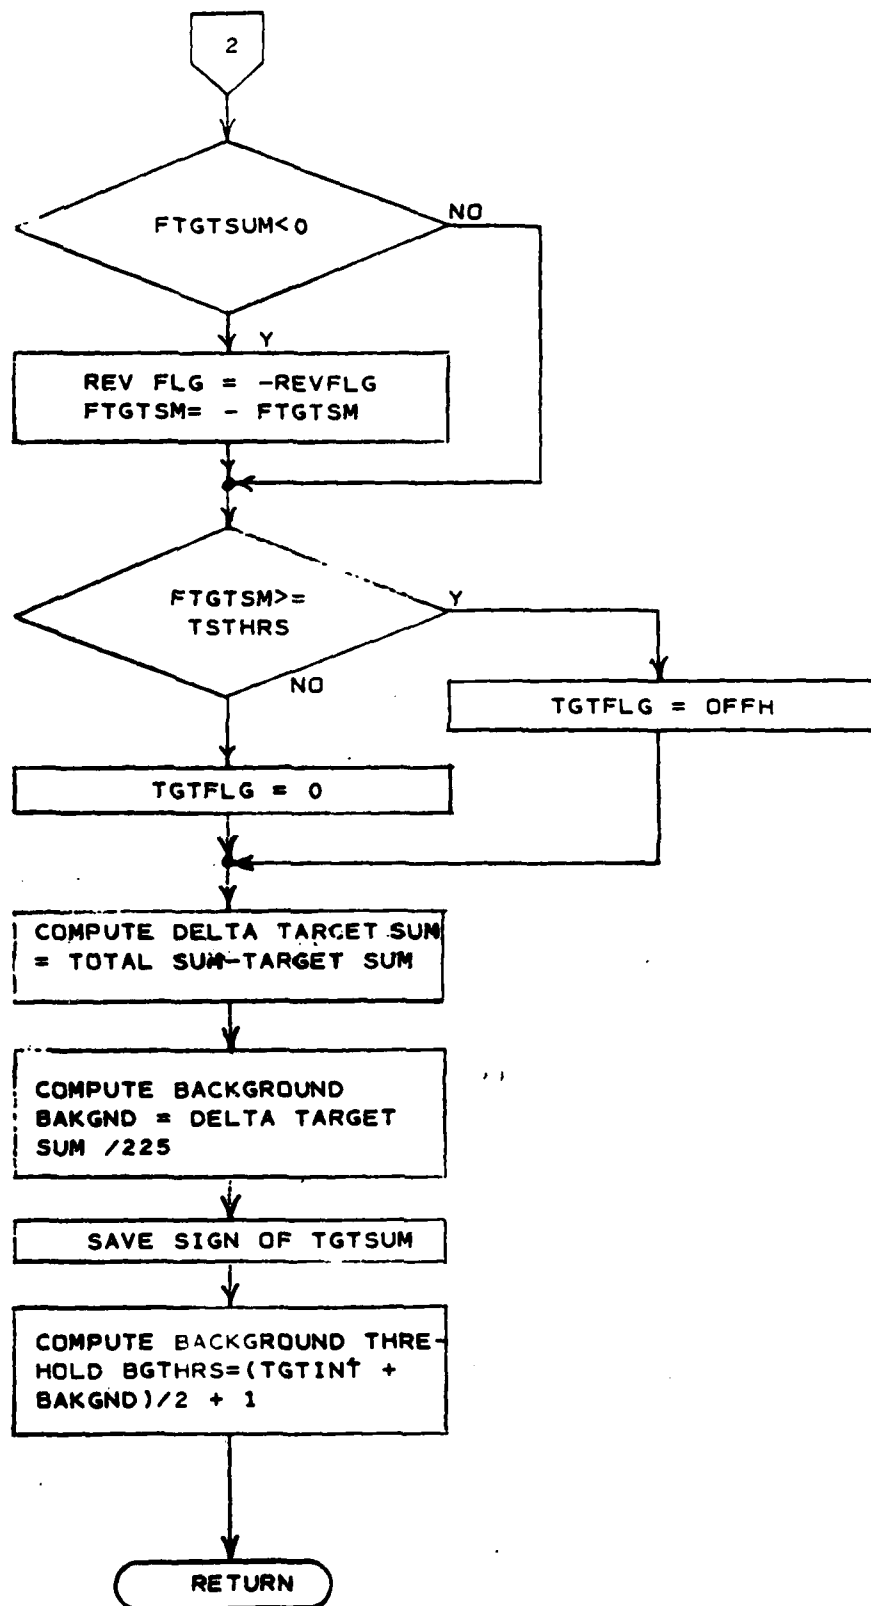 2
FTGTSUM<0
NO
Y
REV FLG = -REVFLG
FTGTSM= - FTGTSM
FTGTSM>=
TSTHRS
Y
NO
TGTFLG = OFFH
TGTFLG = 0
COMPUTE DELTA TARGET SUM
= TOTAL SUM-TARGET SUM
COMPUTE BACKGROUND
BAKGND = DELTA TARGET
SUM /225
SAVE SIGN OF TGTSUM
COMPUTE BACKGROUND THRE-
HOLD BGTHRS=(TGTINT +
BAKGND)/2 + 1
RETURN